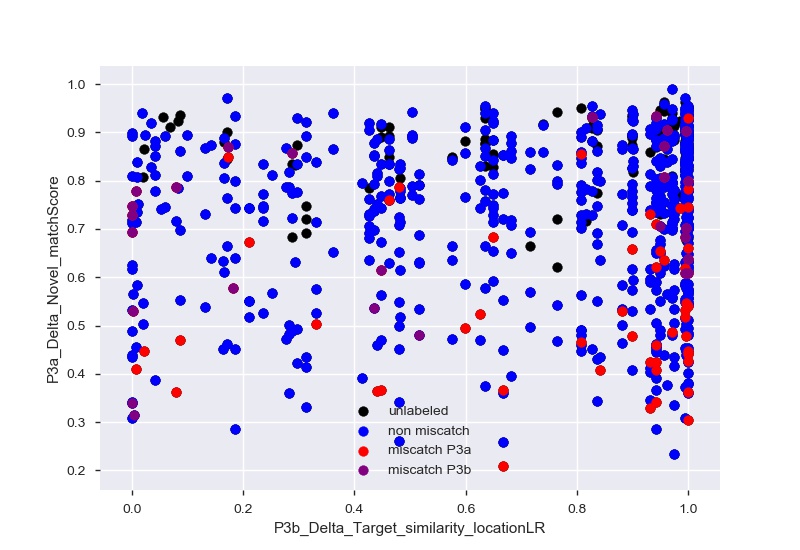 1.0
0.9
0.8
0.7
0.6
0.5
0.4
0.3
0.2
P3a_Delta_Novel_matchScore
unlabeled
non miscatch
miscatch P3a
miscatch P3b
0.0 0.2 0.4 0.6 0.8 1.0
P3b_Delta_Target_similarity_locationLR